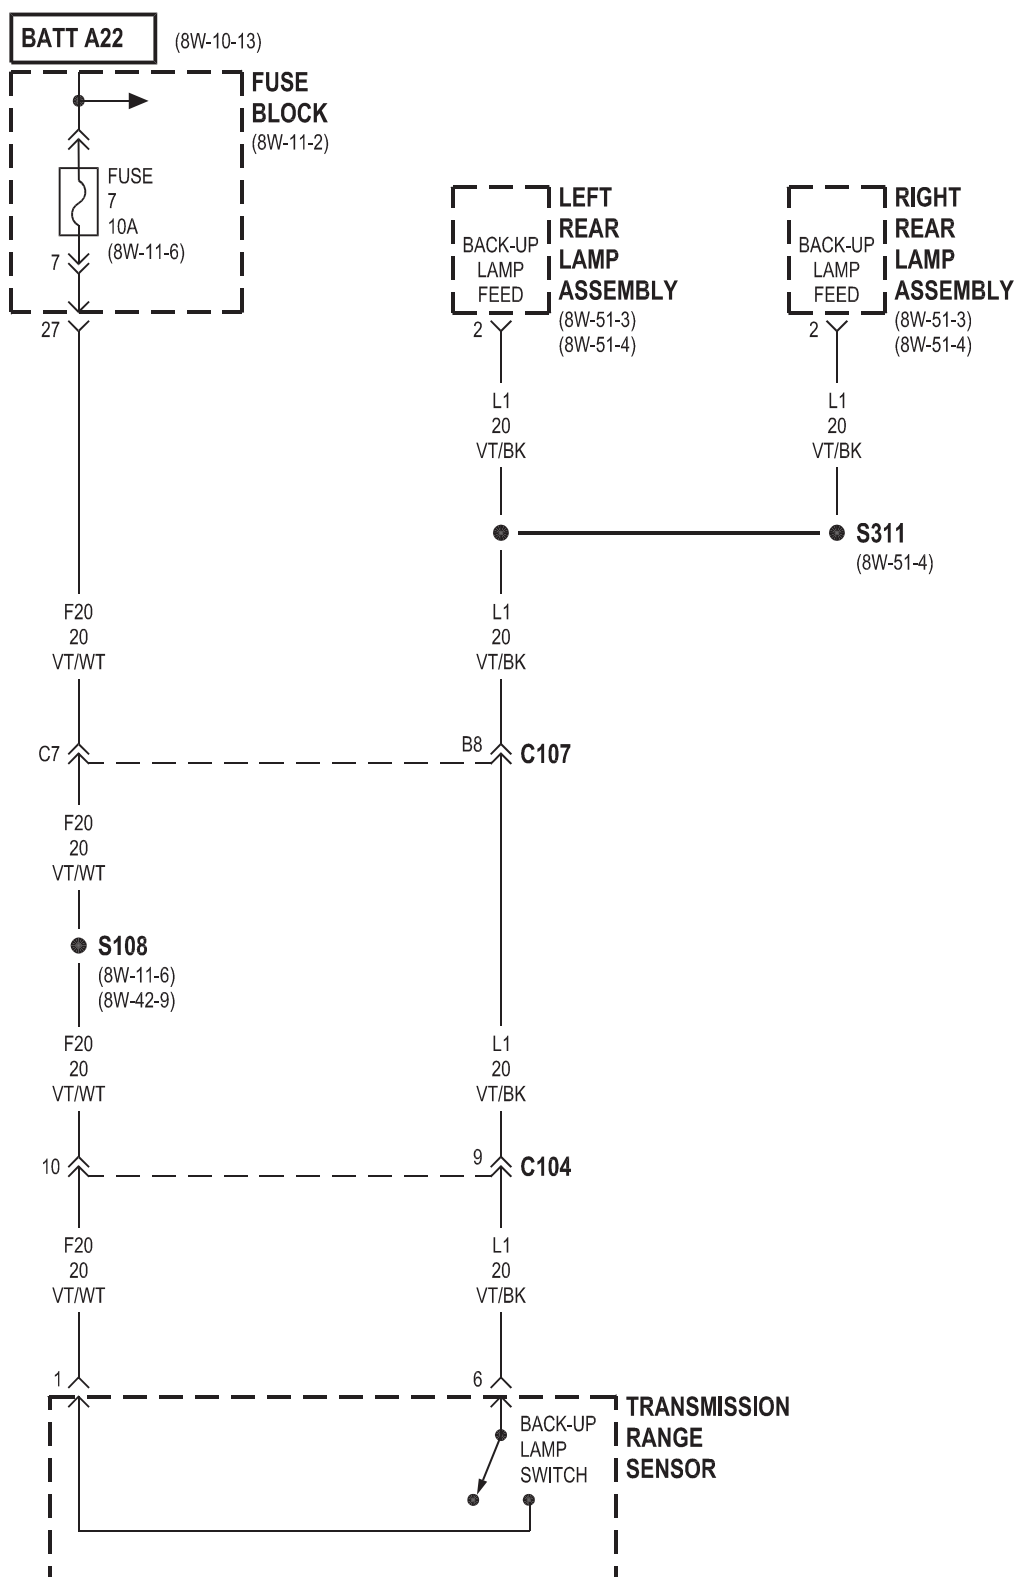 BATT A22
(8W-10-13)
FUSE
BLOCK
(8W-11-2)
FUSE
7
10A
(8W-11-6)
7
27
LEFT
REAR
LAMP
ASSEMBLY
(8W-51-3)
(8W-51-4)
BACK-UP
LAMP
FEED
2
RIGHT
REAR
LAMP
ASSEMBLY
(8W-51-3)
(8W-51-4)
BACK-UP
LAMP
FEED
2
L1
20
VT/BK
L1
20
VT/BK
S311
(8W-51-4)
F20
20
VT/WT
L1
20
VT/BK
C7
B8
C107
F20
20
VT/WT
S108
(8W-11-6)
(8W-42-9)
F20
20
VT/WT
L1
20
VT/BK
10
9
C104
F20
20
VT/WT
L1
20
VT/BK
1
6
BACK-UP
LAMP
SWITCH
TRANSMISSION
RANGE
SENSOR